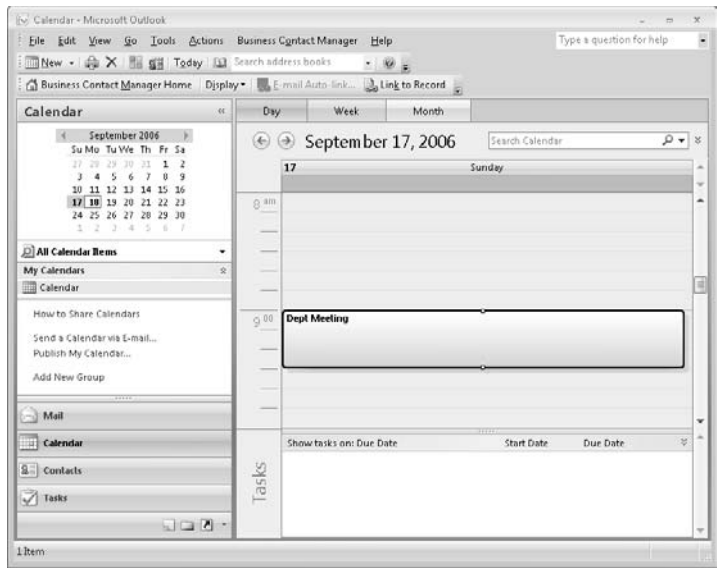 Calendar - Microsoft Outlook
File Edit View Go Tools Actions Business Contact Manager Help
Type a question for help
New Today Search address books
Business Contact Manager Home Display E-mail Auto-link... Link to Record
Calendar
«
Day Week Month
September 2006
Su Mo Tu We Th Fr Sa
27 28 29 30 31 1 2
3 4 5 6 7 8 9
10 11 12 13 14 15 16
17 18 19 20 21 22 23
24 25 26 27 28 29 30
1 2 3 4 5 6 7
September 17, 2006
Search Calendar
17 Sunday
8 am
9 00
Dept Meeting
All Calendar Items
My Calendars
Calendar
How to Share Calendars
Send a Calendar via E-mail...
Publish My Calendar...
Add New Group
Mail
Calendar
Contacts
Tasks
Tasks
Show tasks on: Due Date Start Date Due Date
1 Item